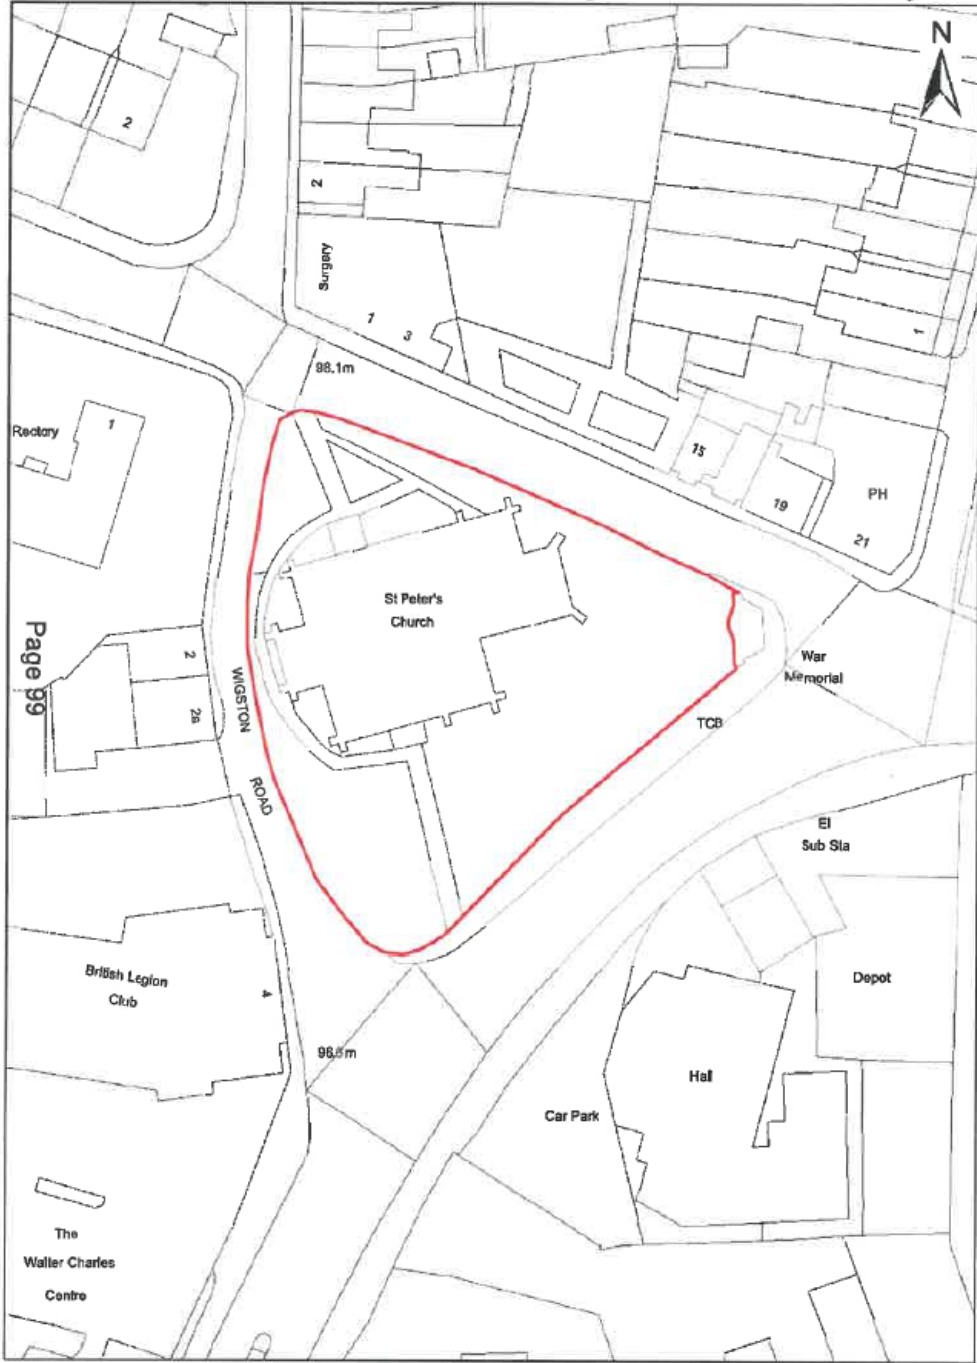 N
2
2
Surgery
1
3
98.1m
1
15
19
PH
21
Rectory
1
St Peter's
Church
War
Memorial
TCB
Page 99
2
2a
WIGSTON
ROAD
El
Sub Sta
Depot
British Legion
Club
4
Hall
Car Park
The
Walter Charles
Centre